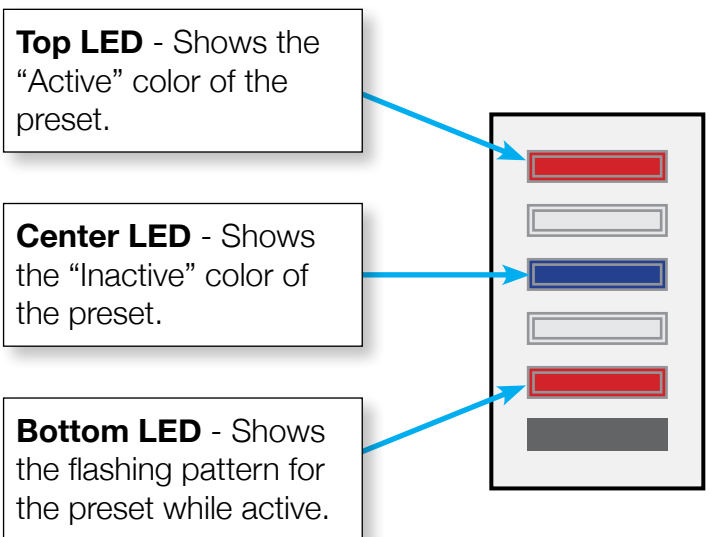 Top LED - Shows the
“Active” color of the
preset.
Center LED - Shows
the “Inactive” color of
the preset.
Bottom LED - Shows
the flashing pattern for
the preset while active.